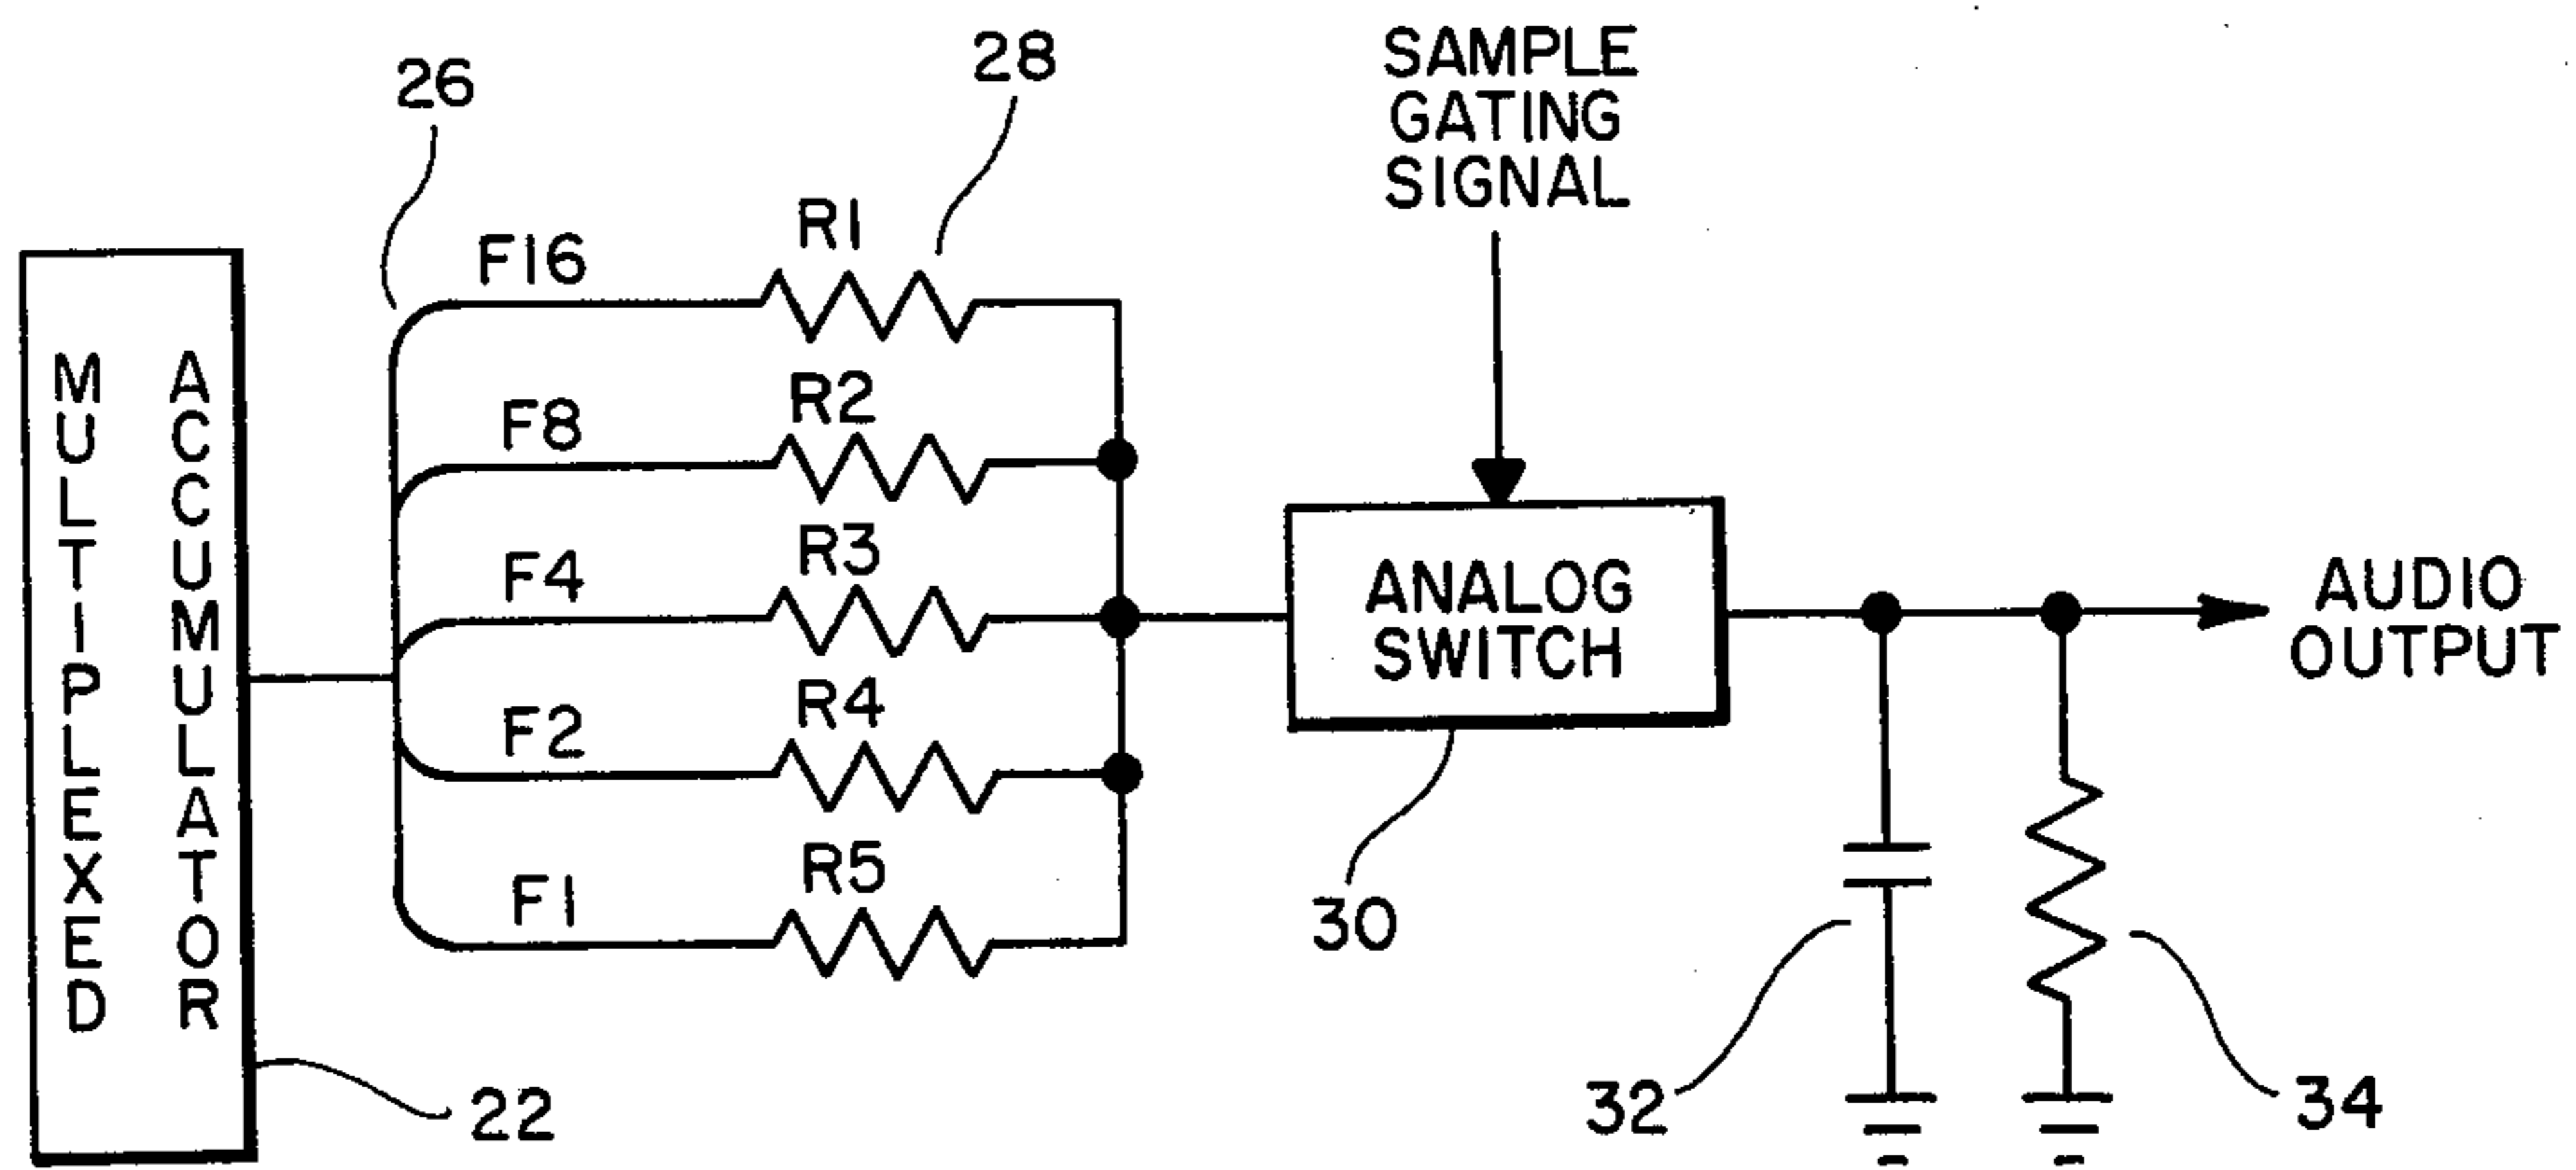 26
28
SAMPLE
GATING
SIGNAL
F16
R1
F8
R2
F4
R3
F2
R4
F1
R5
MULTIPLEXED
ACCUMULATOR
22
ANALOG
SWITCH
30
AUDIO
OUTPUT
32
34